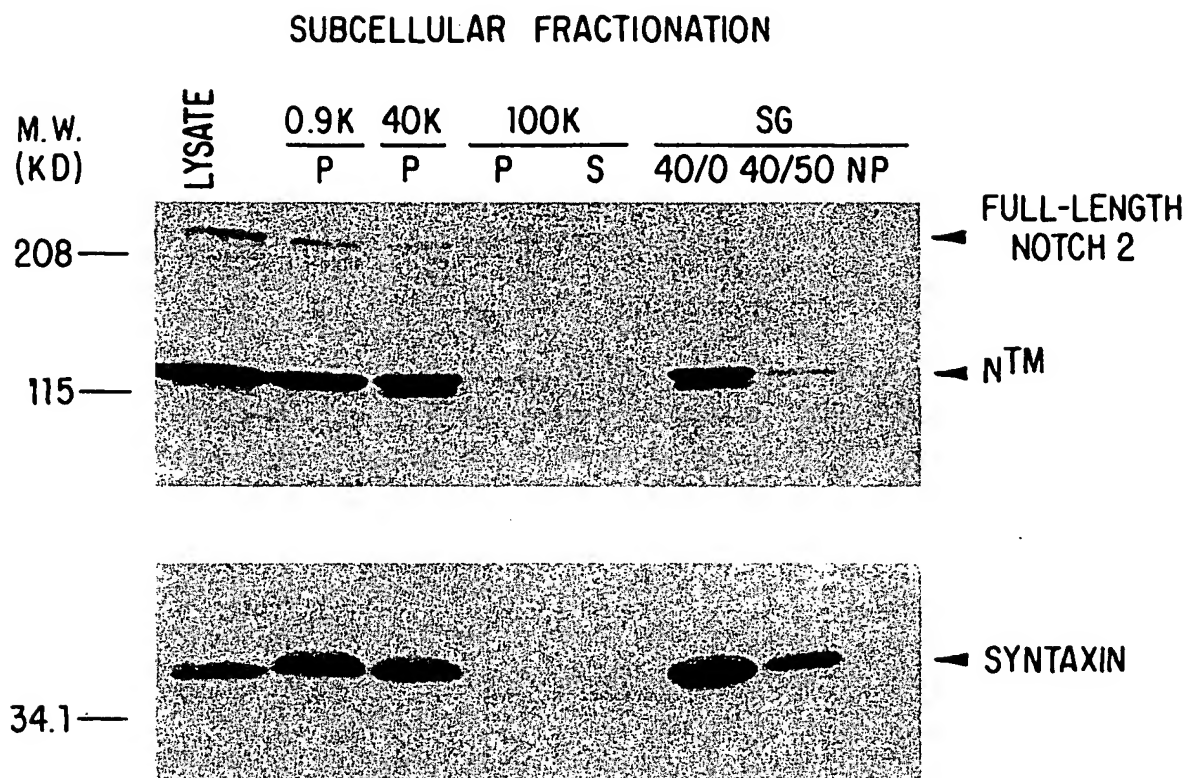 SUBCELLULAR FRACTIONATION
M.W.
(KD)
LYSATE
0.9K 40K 100K SG
P P P S 40/0 40/50 NP
FULL-LENGTH
NOTCH 2
208
N™
115
SYNTAXIN
34.1